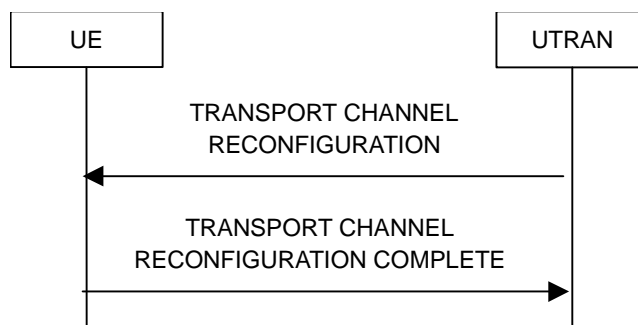 UE
UTRAN
TRANSPORT CHANNEL
RECONFIGURATION
TRANSPORT CHANNEL
RECONFIGURATION COMPLETE